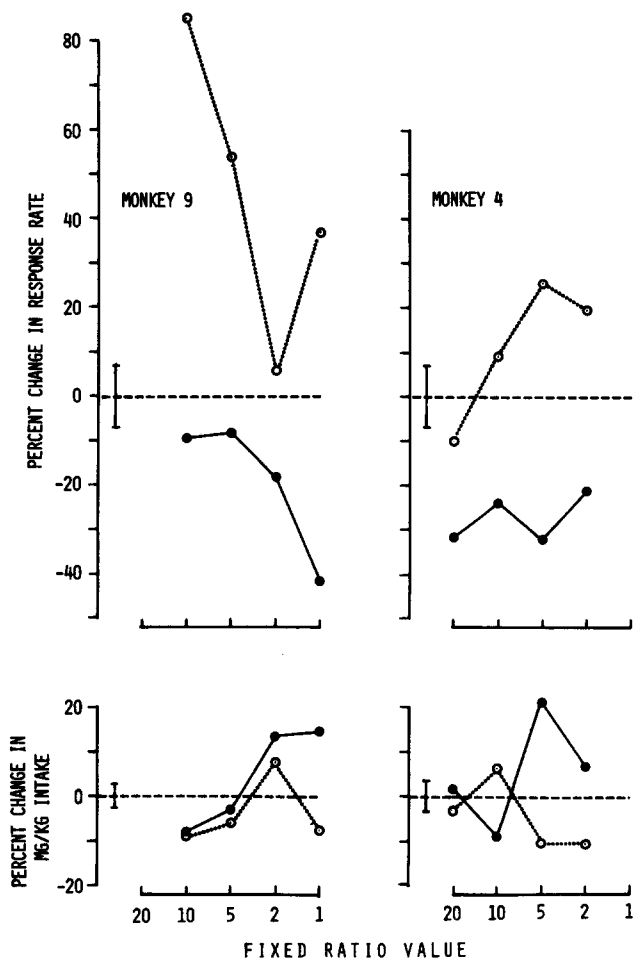 80
60
40
20
0
-20
-40
PERCENT CHANGE IN RESPONSE RATE
MONKEY 9
MONKEY 4
20
0
-20
PERCENT CHANGE IN
MG/KG INTAKE
20 10 5 2 1
20 10 5 2 1
FIXED RATIO VALUE